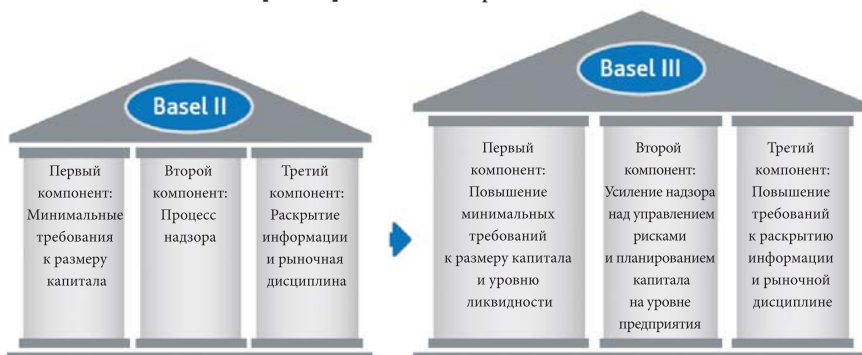 Basel II
Первый
компонент:
Минимальные
требования
к размеру
капитала
Второй
компонент:
Процесс
надзора
Третий
компонент:
Раскрытие
информации
и рыночная
дисциплина
Basel III
Первый
компонент:
Повышение
минимальных
требований
к размеру капитала
и уровню
ликвидности
Второй
компонент:
Усиление надзора
над управлением
рисками
и планированием
капитала
на уровне
предприятия
Третий
компонент:
Повышение
требований
к раскрытию
информации
и рыночной
дисциплине